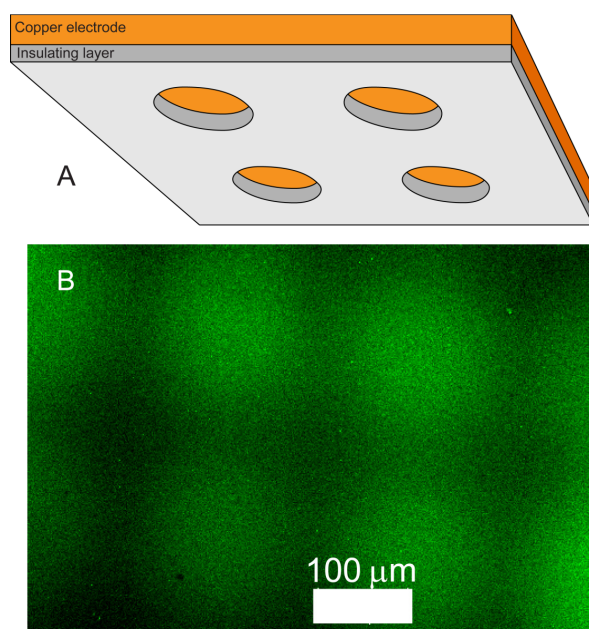 Copper electrode
Insulating layer
A
B
100 μm